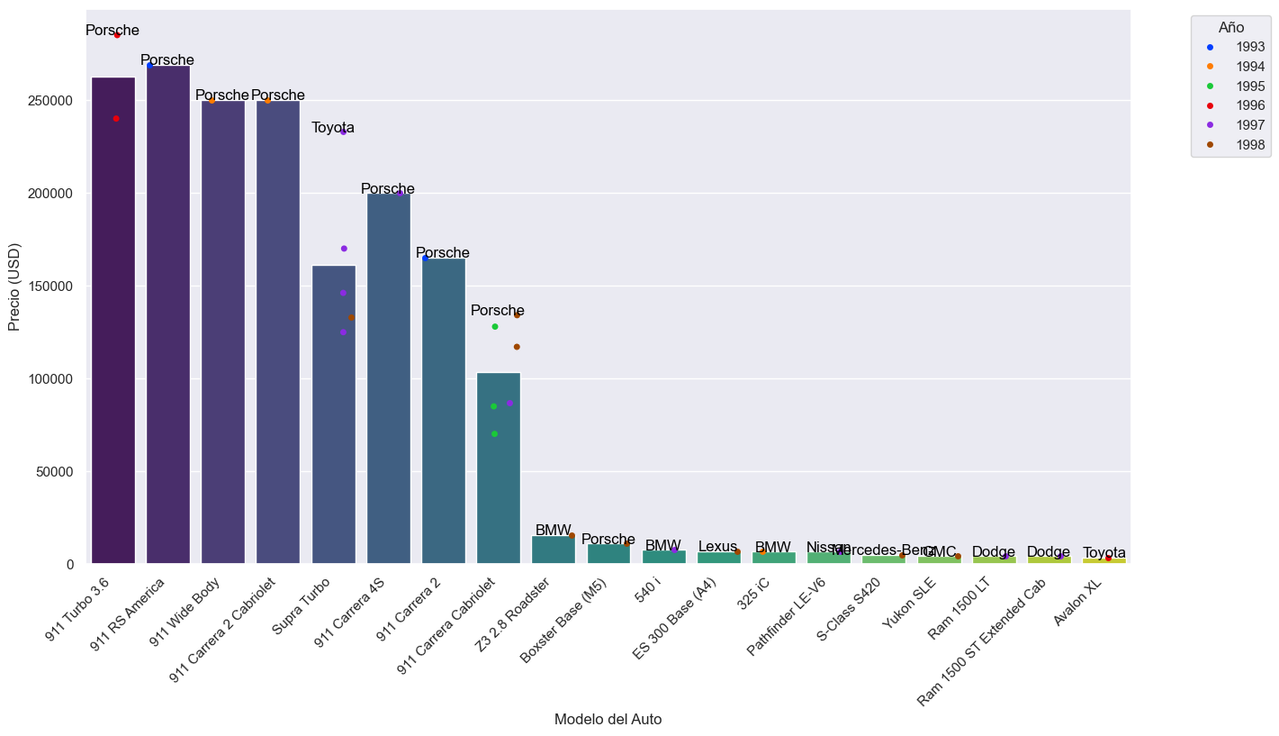 Porsche
Porsche
Porsche
Porsche
Toyota
Porsche
Porsche
Porsche
BMW
Porsche
BMW
Lexus
BMW
Nissan
Mercedes-Benz
GMC
Dodge
Dodge
Toyota
Año
1993
1994
1995
1996
1997
1998
Precio (USD)
250000
200000
150000
100000
50000
0
911 Turbo 3.6
911 RS America
911 Wide Body
911 Carrera 2 Cabriolet
Supra Turbo
911 Carrera 4S
911 Carrera 2
911 Carrera Cabriolet
Z3 2.8 Roadster
Boxster Base (M5)
540 i
ES 300 Base (A4)
325 iC
Pathfinder LE-V6
S-Class S420
Yukon SLE
Ram 1500 LT
Ram 1500 ST Extended Cab
Avalon XL
Modelo del Auto